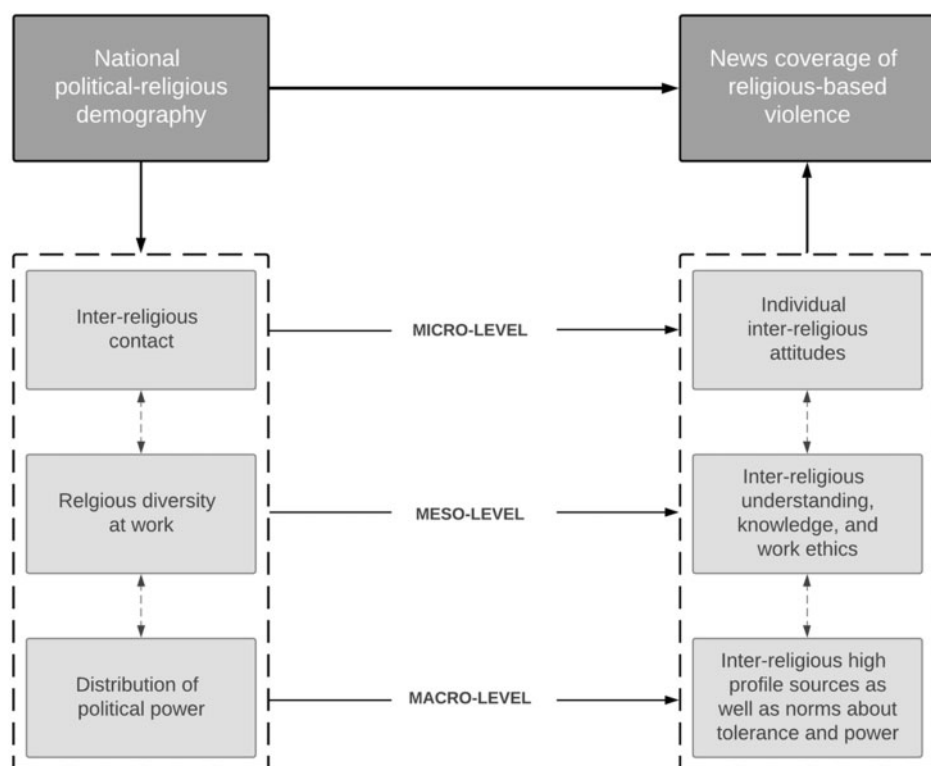 National
political-religious
demography
News coverage of
religious-based
violence
Inter-religious
contact
MICRO-LEVEL
Individual
inter-religious
attitudes
Relgious diversity
at work
MESO-LEVEL
Inter-religious
understanding,
knowledge, and
work ethics
Distribution of
political power
MACRO-LEVEL
Inter-religious high
profile sources as
well as norms about
tolerance and power